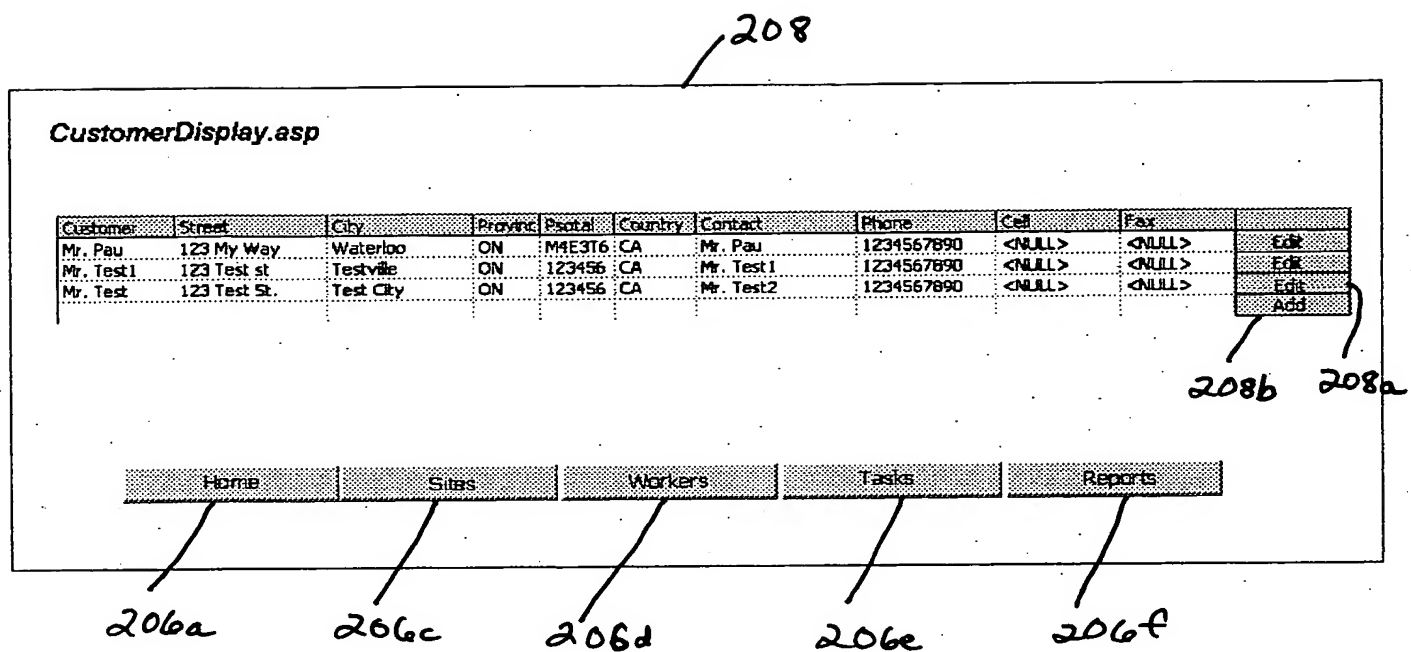 208
CustomerDisplay.asp
Customer Street City Provinc Psotal Country Contact Phone Cell Fax
Mr. Pau 123 My Way Waterloo ON M4E3T6 CA Mr. Pau 1234567890 <NULL> <NULL> Edit
Mr. Test1 123 Test st Testville ON 123456 CA Mr. Test1 1234567890 <NULL> <NULL> Edit
Mr. Test 123 Test St. Test City ON 123456 CA Mr. Test2 1234567890 <NULL> <NULL> Edit
Add
208b 208a
Home Sites Workers Tasks Reports
206a 206c 206d 206e 206f